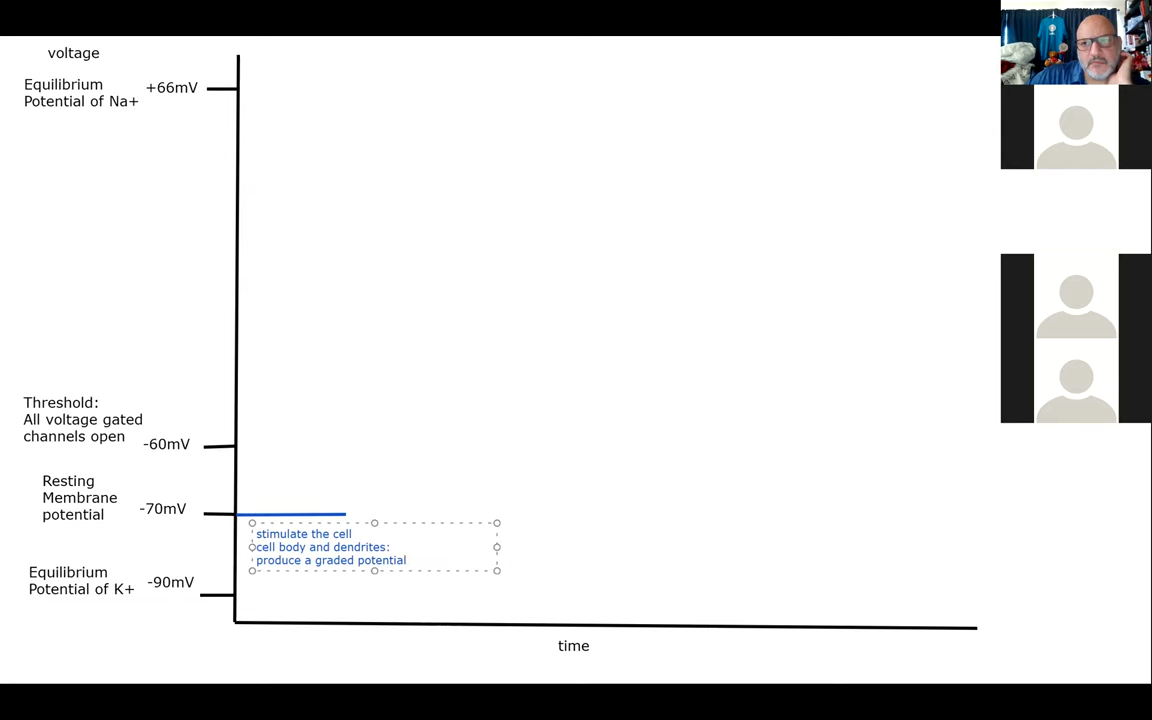 voltage
Equilibrium
Potential of Na+
+66mV
Threshold:
All voltage gated
channels open
-60mV
Resting
Membrane
potential
-70mV
stimulate the cell
cell body and dendrites:
produce a graded potential
Equilibrium
Potential of K+
-90mV
time